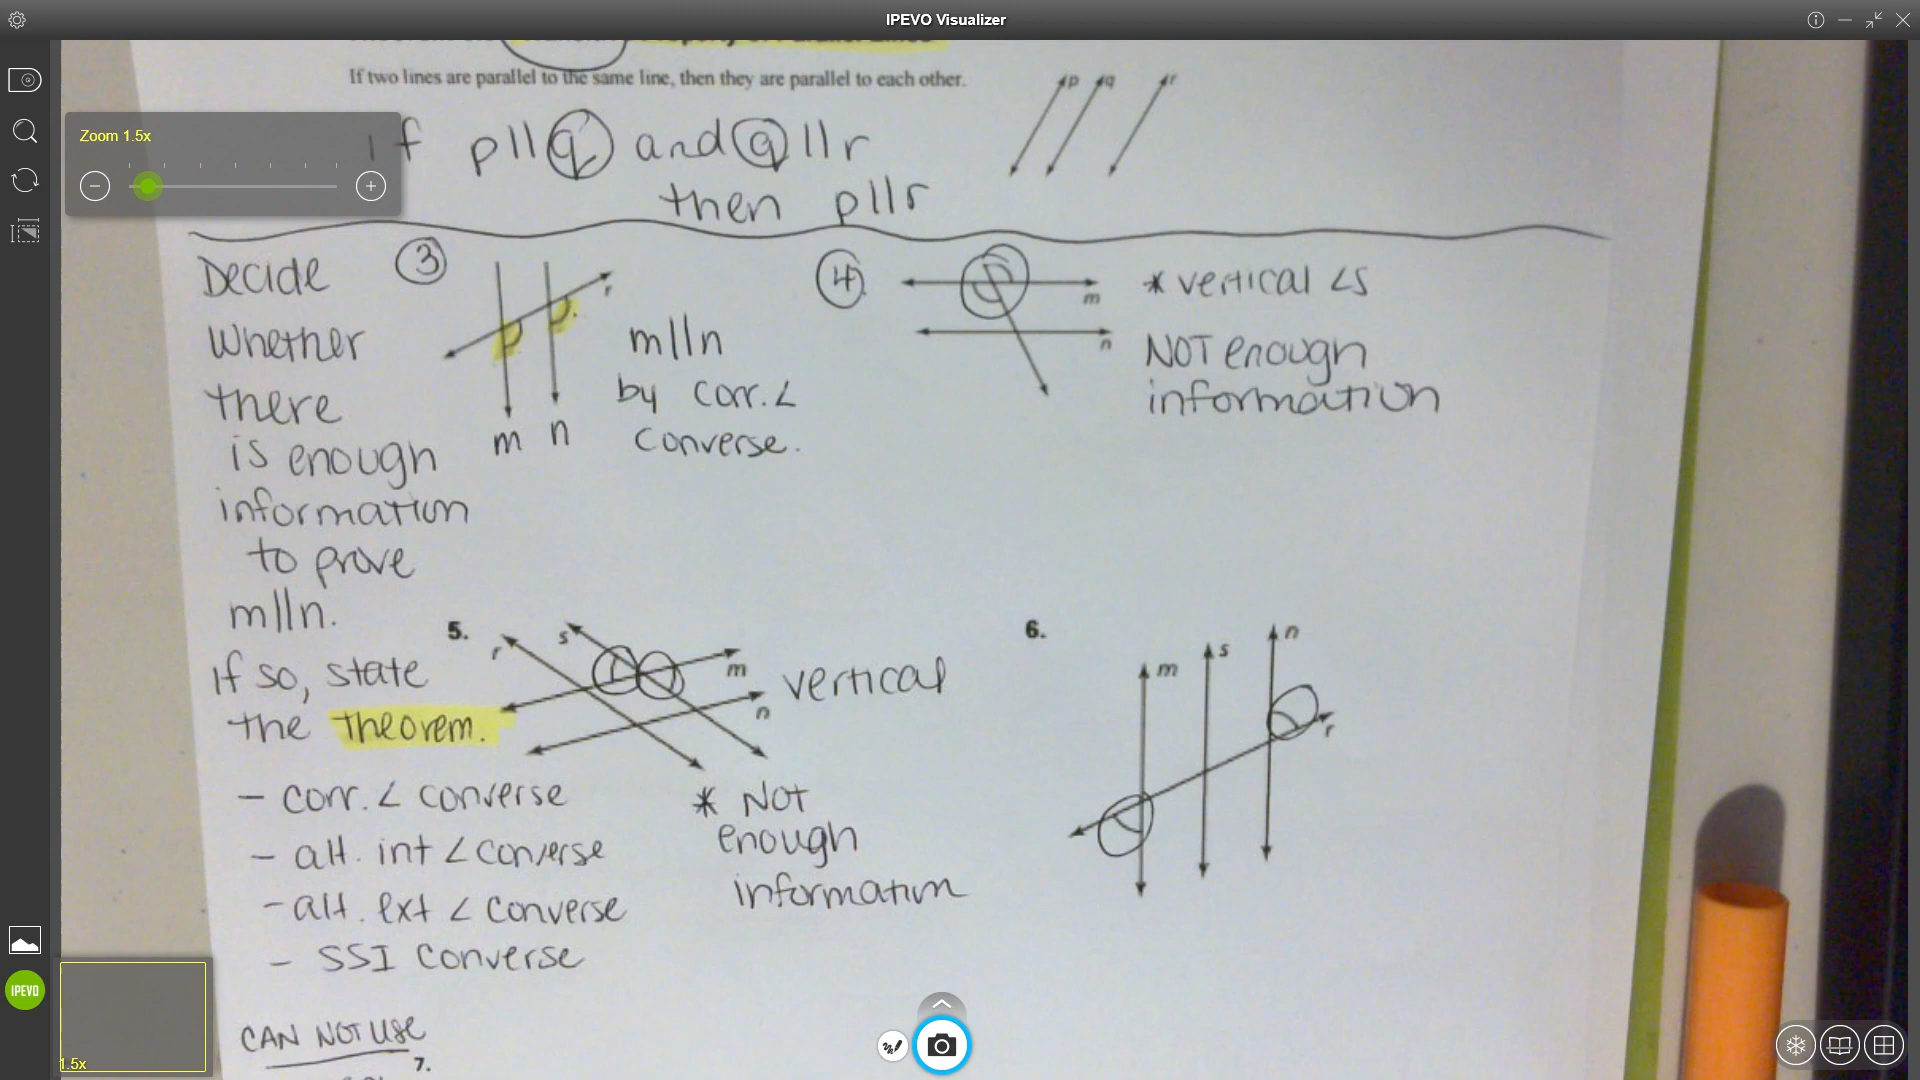 IPEVO Visualizer
If two lines are parallel to the same line, then they are parallel to each other.
p q r
Zoom 1.5x
If p||q and q||r
then p||r
Decide
whether
there
is enough
information
to prove
m||n.
If so, state
the theorem.
- corr. ∠ converse
- alt. int ∠ converse
- alt. ext ∠ converse
- SSI converse
CAN NOT USE
7.
3
r
m n
m||n
by corr. ∠
converse.
4
m
n
* vertical ∠s
NOT enough
information
5.
r
s
m
n
vertical
* Not
enough
information
6.
m
s
n
r
IPEVO
1.5x